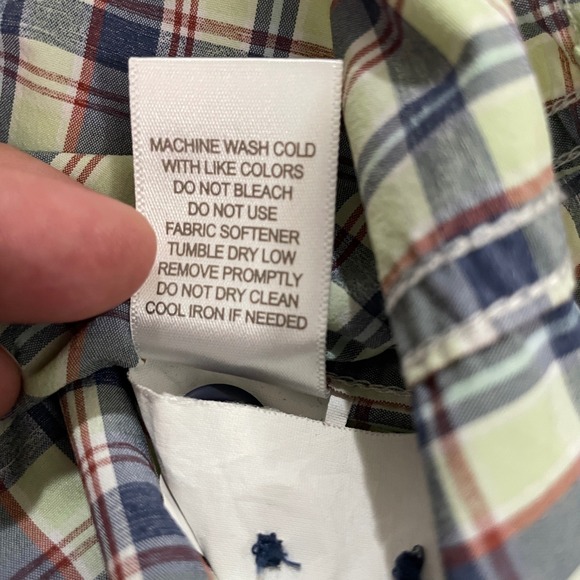 MACHINE WASH COLD
WITH LIKE COLORS
DO NOT BLEACH
DO NOT USE
FABRIC SOFTENER
TUMBLE DRY LOW
REMOVE PROMPTLY
DO NOT DRY CLEAN
COOL IRON IF NEEDED